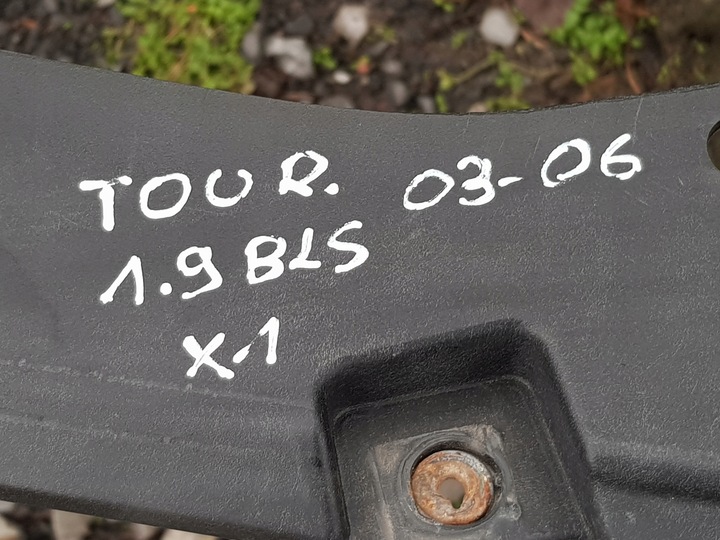 TOUR. 03-06
1.9 BLS
X.1